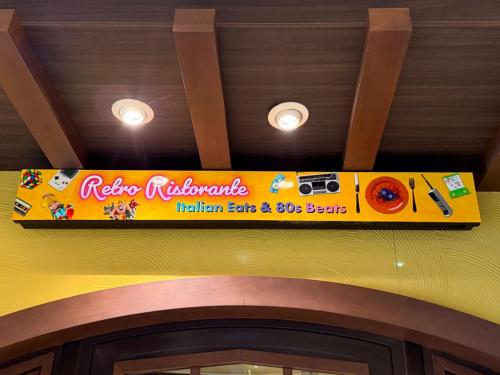 Retro Ristorante
Italian Eats & 80s Beats